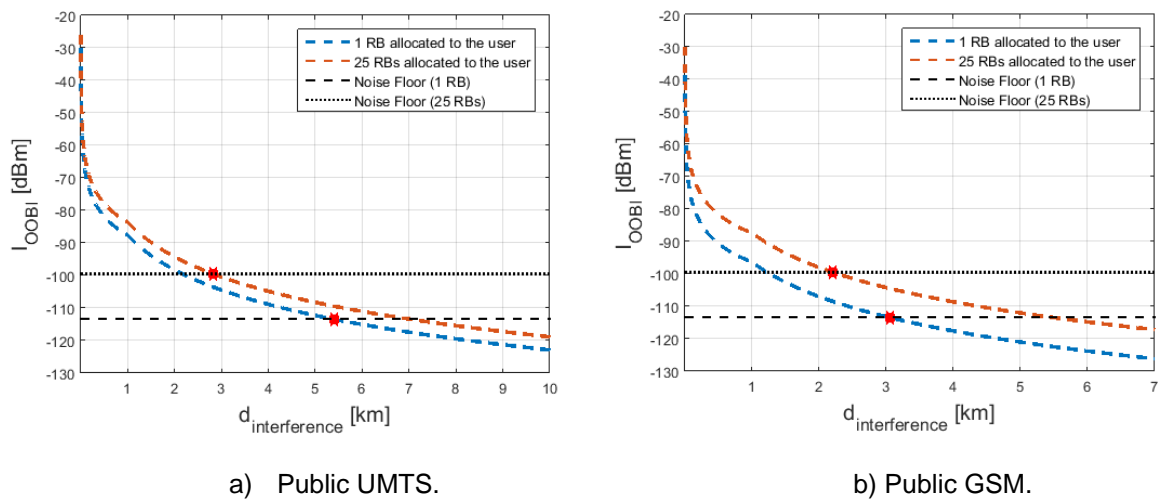 -20
-30
-40
-50
-60
-70
-80
-90
-100
-110
-120
-130
I_OOBI [dBm]
1 RB allocated to the user
25 RBs allocated to the user
Noise Floor (1 RB)
Noise Floor (25 RBs)
1 2 3 4 5 6 7 8 9 10
d_interference [km]
a) Public UMTS.
-20
-30
-40
-50
-60
-70
-80
-90
-100
-110
-120
-130
I_OOBI [dBm]
1 RB allocated to the user
25 RBs allocated to the user
Noise Floor (1 RB)
Noise Floor (25 RBs)
1 2 3 4 5 6 7
d_interference [km]
b) Public GSM.